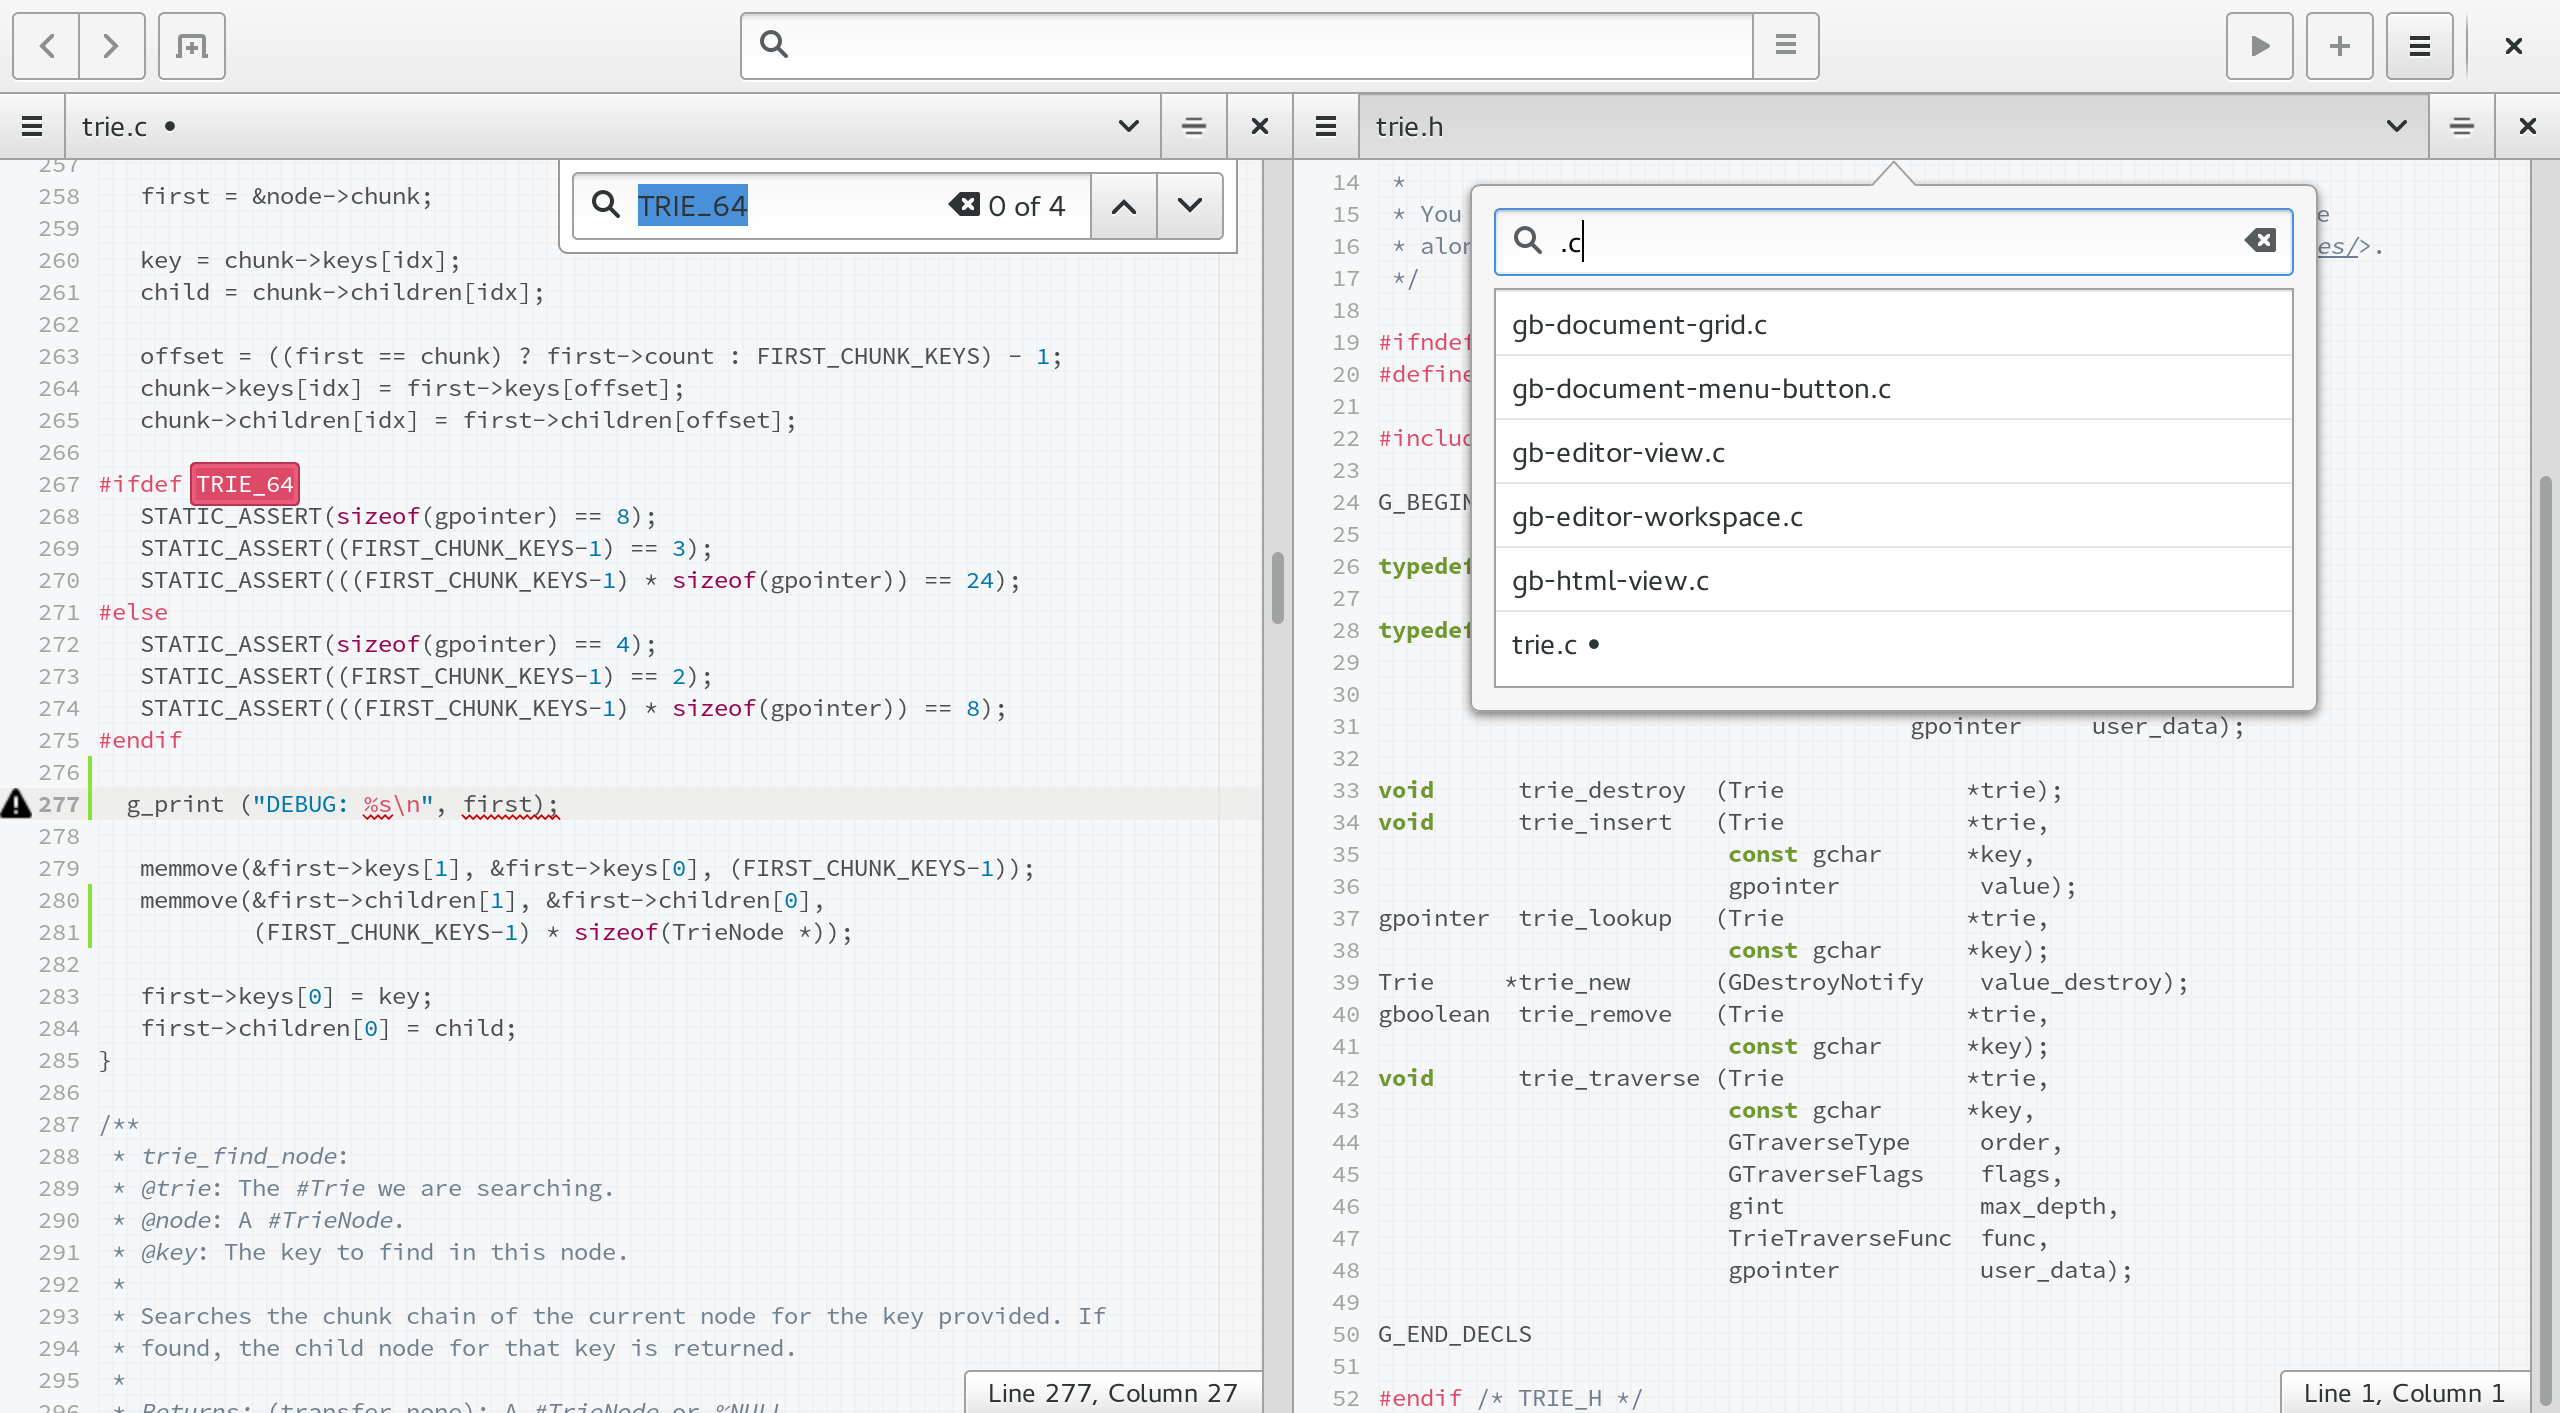 trie.c •
257
258 first = &node->chunk;
259
260 key = chunk->keys[idx];
261 child = chunk->children[idx];
262
263 offset = ((first == chunk) ? first->count : FIRST_CHUNK_KEYS) - 1;
264 chunk->keys[idx] = first->keys[offset];
265 chunk->children[idx] = first->children[offset];
266
267 #ifdef TRIE_64
268 STATIC_ASSERT(sizeof(gpointer) == 8);
269 STATIC_ASSERT((FIRST_CHUNK_KEYS-1) == 3);
270 STATIC_ASSERT(((FIRST_CHUNK_KEYS-1) * sizeof(gpointer)) == 24);
271 #else
272 STATIC_ASSERT(sizeof(gpointer) == 4);
273 STATIC_ASSERT((FIRST_CHUNK_KEYS-1) == 2);
274 STATIC_ASSERT(((FIRST_CHUNK_KEYS-1) * sizeof(gpointer)) == 8);
275 #endif
276
277 g_print ("DEBUG: %s\n", first);
278
279 memmove(&first->keys[1], &first->keys[0], (FIRST_CHUNK_KEYS-1));
280 memmove(&first->children[1], &first->children[0],
281 (FIRST_CHUNK_KEYS-1) * sizeof(TrieNode *));
282
283 first->keys[0] = key;
284 first->children[0] = child;
285 }
286
287 /**
288 * trie_find_node:
289 * @trie: The #Trie we are searching.
290 * @node: A #TrieNode.
291 * @key: The key to find in this node.
292 *
293 * Searches the chunk chain of the current node for the key provided. If
294 * found, the child node for that key is returned.
295 *
296 * Returns: (transfer none): A #TrieNode or %NULL
TRIE_64 0 of 4
Line 277, Column 27
trie.h
14 *
15 * You e
16 * alon es/>.
17 */
18
19 #ifndef
20 #define
21
22 #includ
23
24 G_BEGIN
25
26 typedef
27
28 typedef
29
30
31 gpointer user_data);
32
33 void trie_destroy (Trie *trie);
34 void trie_insert (Trie *trie,
35 const gchar *key,
36 gpointer value);
37 gpointer trie_lookup (Trie *trie,
38 const gchar *key);
39 Trie *trie_new (GDestroyNotify value_destroy);
40 gboolean trie_remove (Trie *trie,
41 const gchar *key);
42 void trie_traverse (Trie *trie,
43 const gchar *key,
44 GTraverseType order,
45 GTraverseFlags flags,
46 gint max_depth,
47 TrieTraverseFunc func,
48 gpointer user_data);
49
50 G_END_DECLS
51
52 #endif /* TRIE_H */
.c
gb-document-grid.c
gb-document-menu-button.c
gb-editor-view.c
gb-editor-workspace.c
gb-html-view.c
trie.c •
Line 1, Column 1